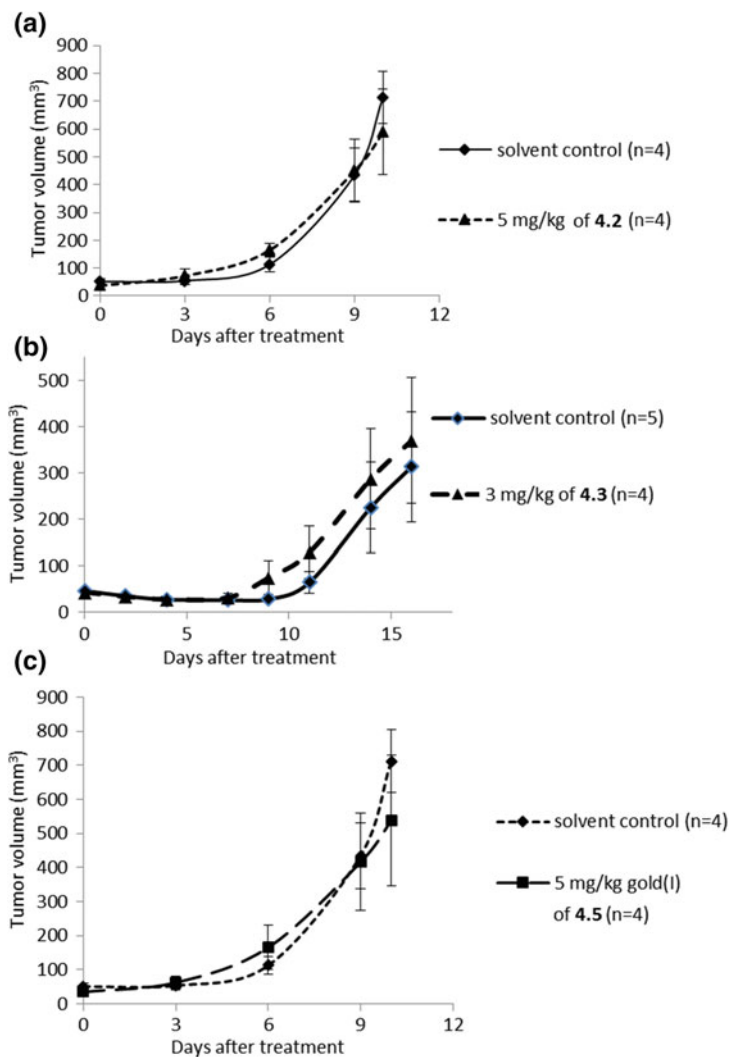 (a)
900
800
700
600
500
400
300
200
100
0
Tumor volume (mm³)
0 3 6 9 12
Days after treatment
solvent control (n=4)
5 mg/kg of 4.2 (n=4)
(b)
500
400
300
200
100
0
Tumor volume (mm³)
0 5 10 15
Days after treatment
solvent control (n=5)
3 mg/kg of 4.3 (n=4)
(c)
900
800
700
600
500
400
300
200
100
0
Tumor volume (mm³)
0 3 6 9 12
Days after treatment
solvent control (n=4)
5 mg/kg gold(I)
of 4.5 (n=4)